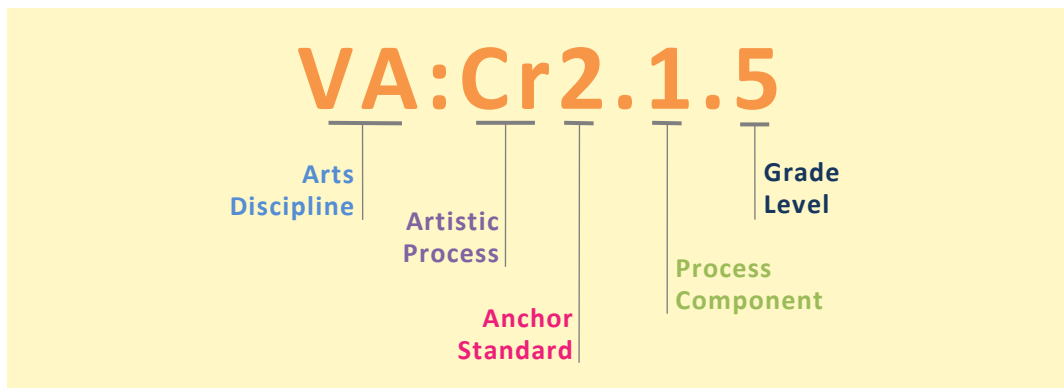 VA:Cr2.1.5
Arts
Discipline
Artistic
Process
Anchor
Standard
Process
Component
Grade
Level